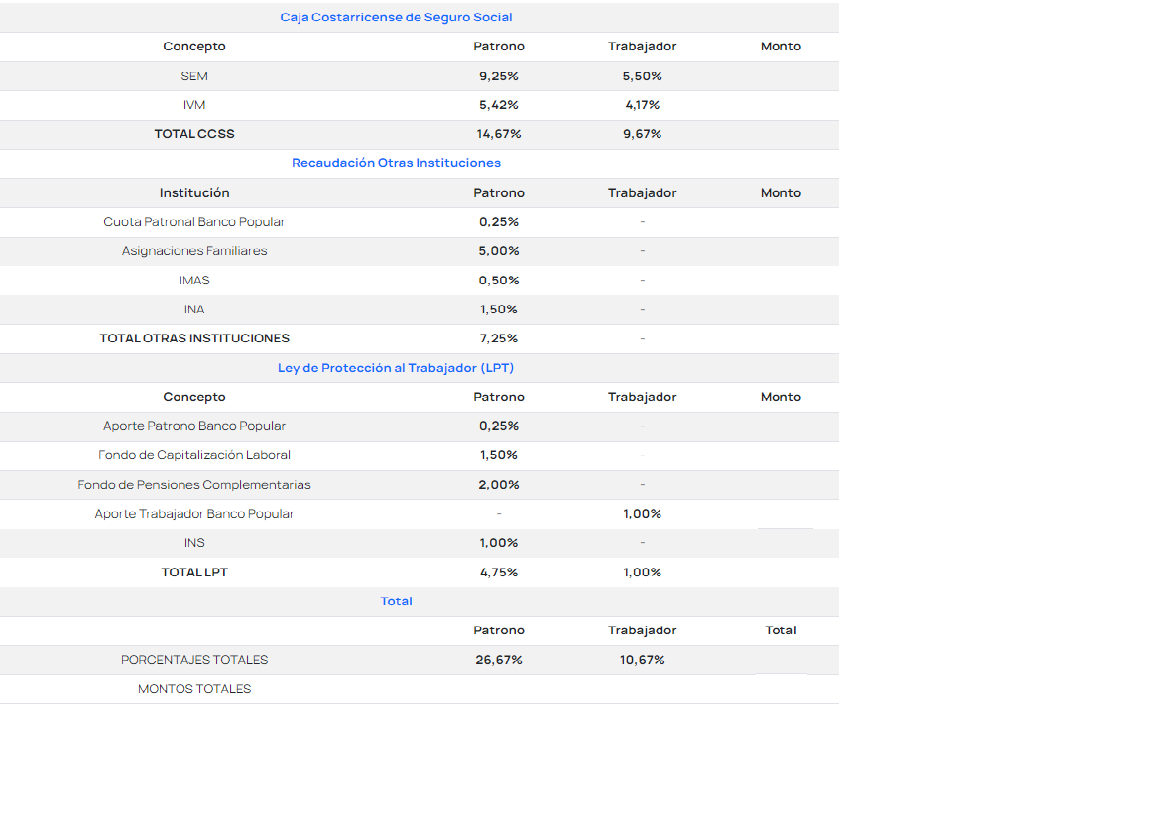 Caja Costarricense de Seguro Social
Concepto Patrono Trabajador Monto
SEM 9,25% 5,50%
IVM 5,42% 4,17%
TOTAL CCSS 14,67% 9,67%
Recaudación Otras Instituciones
Institución Patrono Trabajador Monto
Cuota Patronal Banco Popular 0,25% -
Asignaciones Familiares 5,00% -
IMAS 0,50% -
INA 1,50% -
TOTAL OTRAS INSTITUCIONES 7,25% -
Ley de Protección al Trabajador (LPT)
Concepto Patrono Trabajador Monto
Aporte Patrono Banco Popular 0,25% -
Fondo de Capitalización Laboral 1,50% -
Fondo de Pensiones Complementarias 2,00% -
Aporte Trabajador Banco Popular - 1,00%
INS 1,00% -
TOTAL LPT 4,75% 1,00%
Total
Patrono Trabajador Total
PORCENTAJES TOTALES 26,67% 10,67%
MONTOS TOTALES